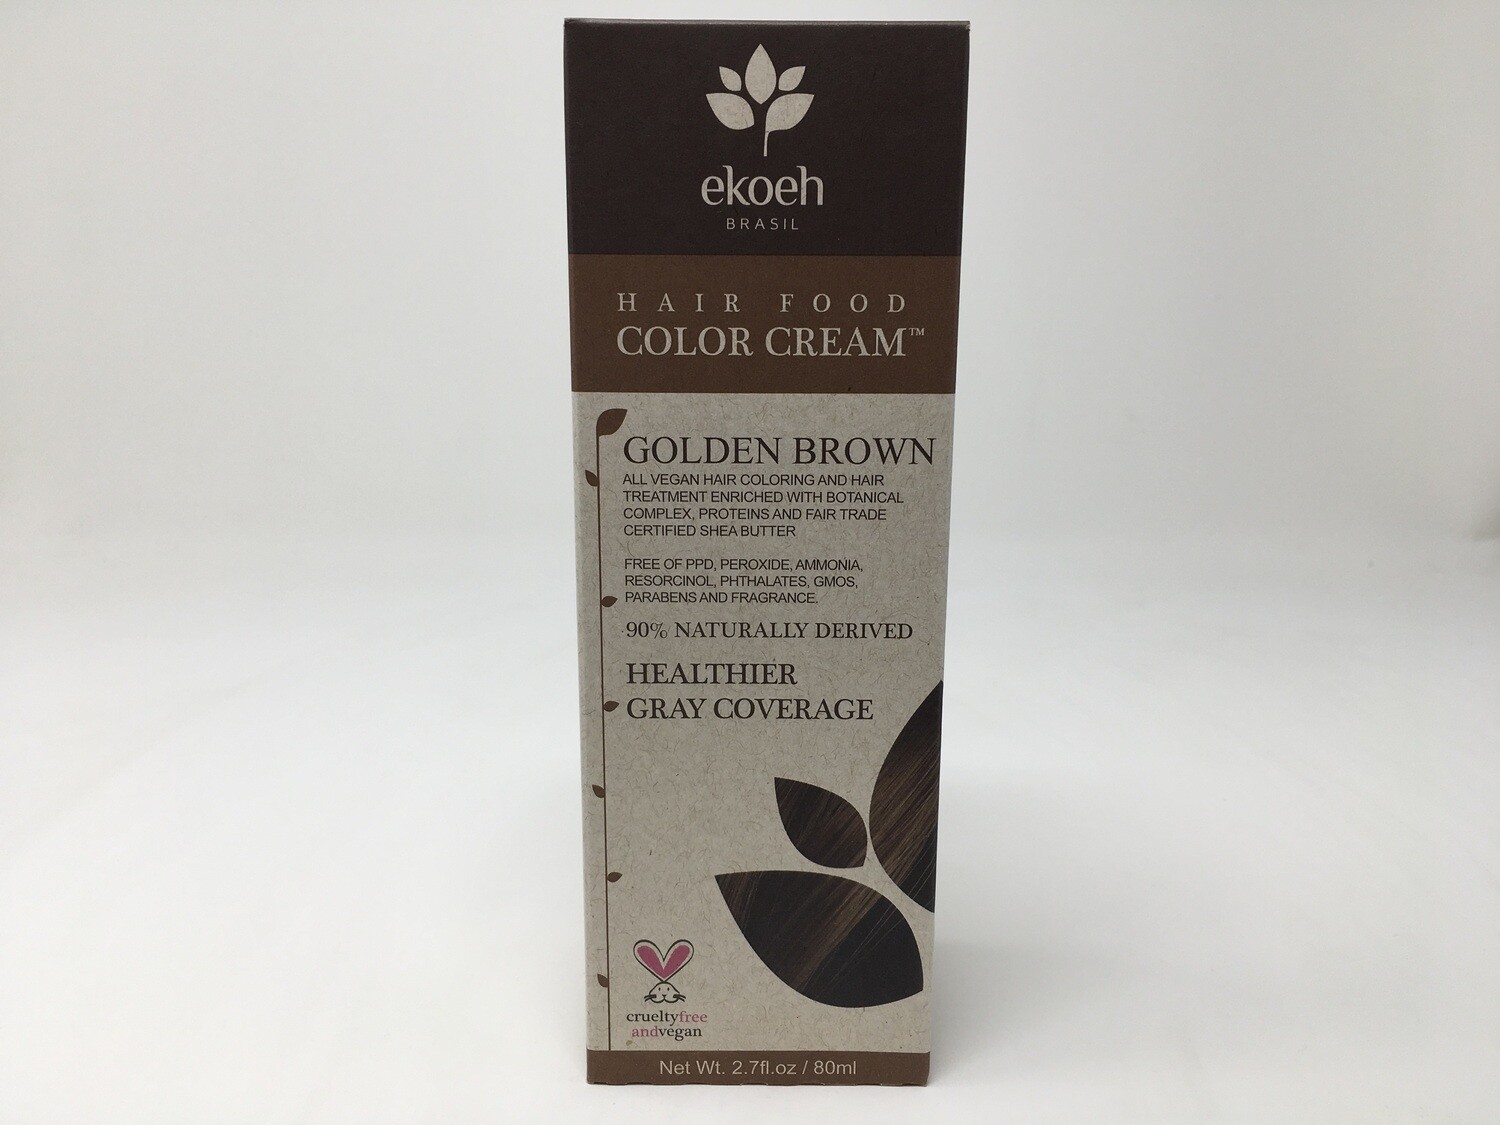 ekoeh
BRASIL
HAIR FOOD
COLOR CREAM™
GOLDEN BROWN
ALL VEGAN HAIR COLORING AND HAIR
TREATMENT ENRICHED WITH BOTANICAL
COMPLEX, PROTEINS AND FAIR TRADE
CERTIFIED SHEA BUTTER
FREE OF PPD, PEROXIDE, AMMONIA,
RESORCINOL, PHTHALATES, GMOS,
PARABENS AND FRAGRANCE.
90% NATURALLY DERIVED
HEALTHIER
GRAY COVERAGE
crueltyfree
andvegan
Net Wt. 2.7fl.oz / 80ml